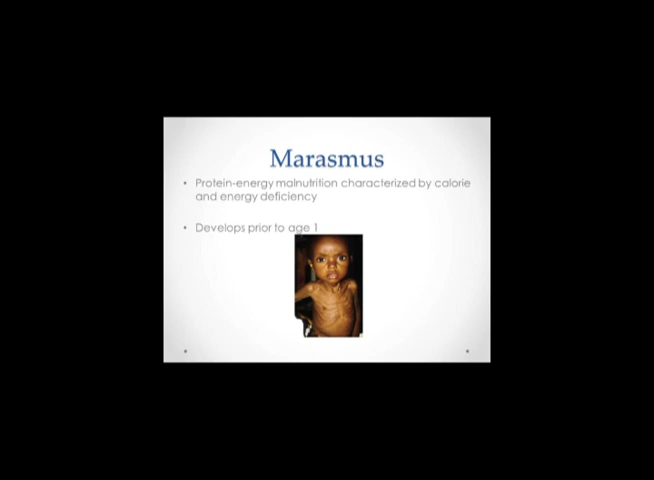 Marasmus
• Protein-energy malnutrition characterized by calorie
and energy deficiency
• Develops prior to age 1